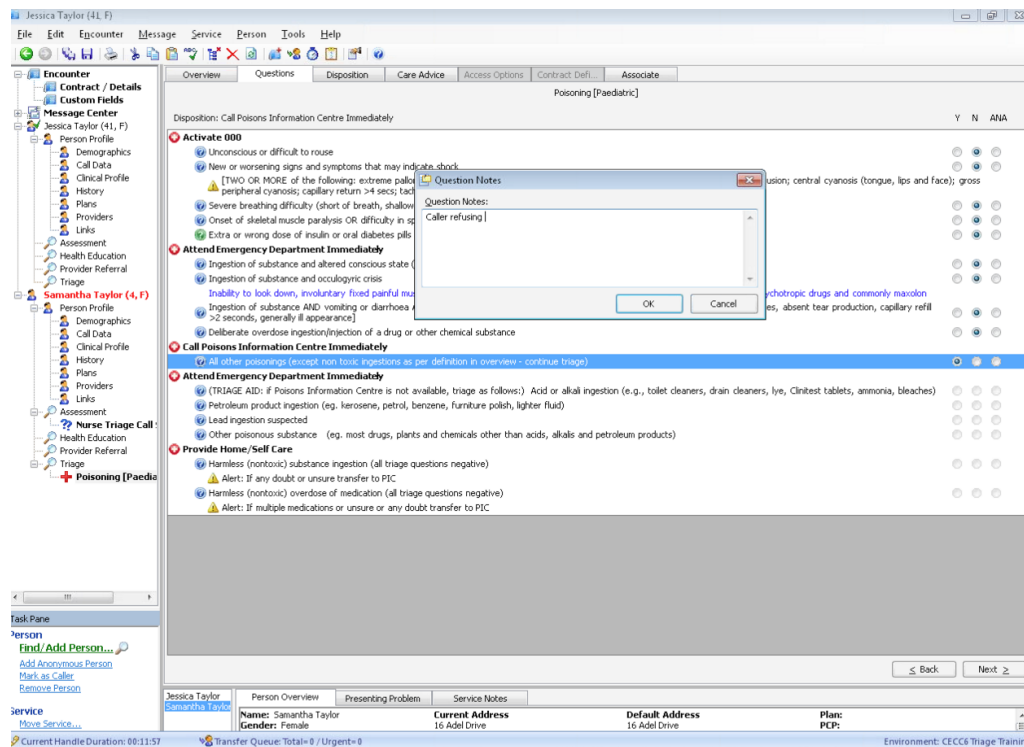 Jessica Taylor (41, F)
File Edit Encounter Message Service Person Tools Help
Encounter
Contract / Details
Custom Fields
Message Center
Jessica Taylor (41, F)
Person Profile
Demographics
Call Data
Clinical Profile
History
Plans
Providers
Links
Assessment
Health Education
Provider Referral
Triage
Samantha Taylor (4, F)
Person Profile
Demographics
Call Data
Clinical Profile
History
Plans
Providers
Links
Assessment
Nurse Triage Call
Health Education
Provider Referral
Triage
Poisoning [Paedia
Task Pane
Person
Find/Add Person...
Add Anonymous Person
Mark as Caller
Remove Person
Service
Move Service...
Overview Questions Disposition Care Advice Access Options Contract Defi... Associate
Poisoning [Paediatric]
Disposition: Call Poisons Information Centre Immediately Y N ANA
Activate 000
Unconscious or difficult to rouse
New or worsening signs and symptoms that may indicate shock
[TWO OR MORE of the following: extreme pallor usion; central cyanosis (tongue, lips and face); gross
peripheral cyanosis; capillary return >4 secs; tach
Severe breathing difficulty (short of breath, shallow
Onset of skeletal muscle paralysis OR difficulty in sp
Extra or wrong dose of insulin or oral diabetes pills
Attend Emergency Department Immediately
Ingestion of substance and altered conscious state (
Ingestion of substance and occulogyric crisis
Inability to look down, involuntary fixed painful mus ychotropic drugs and commonly maxolon
Ingestion of substance AND vomiting or diarrhoea A es, absent tear production, capillary refill
>2 seconds, generally ill appearance]
Deliberate overdose ingestion/injection of a drug or other chemical substance
Call Poisons Information Centre Immediately
All other poisonings (except non toxic ingestions as per definition in overview - continue triage)
Attend Emergency Department Immediately
(TRIAGE AID: if Poisons Information Centre is not available, triage as follows:) Acid or alkali ingestion (e.g., toilet cleaners, drain cleaners, lye, Clinitest tablets, ammonia, bleaches)
Petroleum product ingestion (eg. kerosene, petrol, benzene, furniture polish, lighter fluid)
Lead ingestion suspected
Other poisonous substance (eg. most drugs, plants and chemicals other than acids, alkalis and petroleum products)
Provide Home/Self Care
Harmless (nontoxic) substance ingestion (all triage questions negative)
Alert: If any doubt or unsure transfer to PIC
Harmless (nontoxic) overdose of medication (all triage questions negative)
Alert: If multiple medications or unsure or any doubt transfer to PIC
Question Notes
Question Notes:
Caller refusing
OK Cancel
< Back Next >
Jessica Taylor
Samantha Taylor
Person Overview Presenting Problem Service Notes
Name: Samantha Taylor Current Address Default Address Plan:
Gender: Female 16 Adel Drive 16 Adel Drive PCP:
Current Handle Duration: 00:11:57 Transfer Queue: Total= 0 / Urgent= 0 Environment: CECC6 Triage Trainin